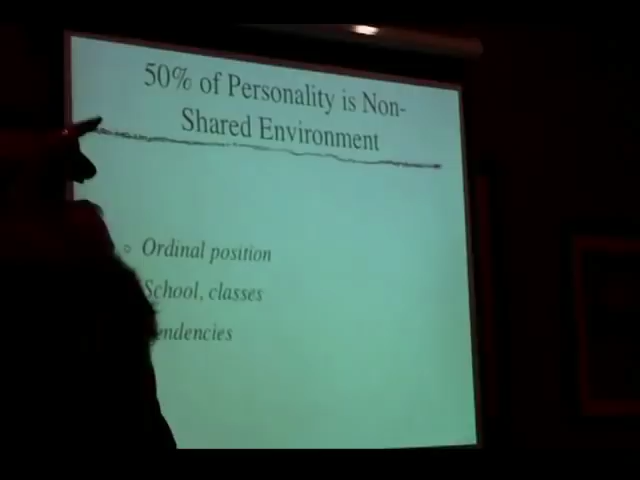 50% of Personality is Non-
Shared Environment
Ordinal position
School, classes
endencies